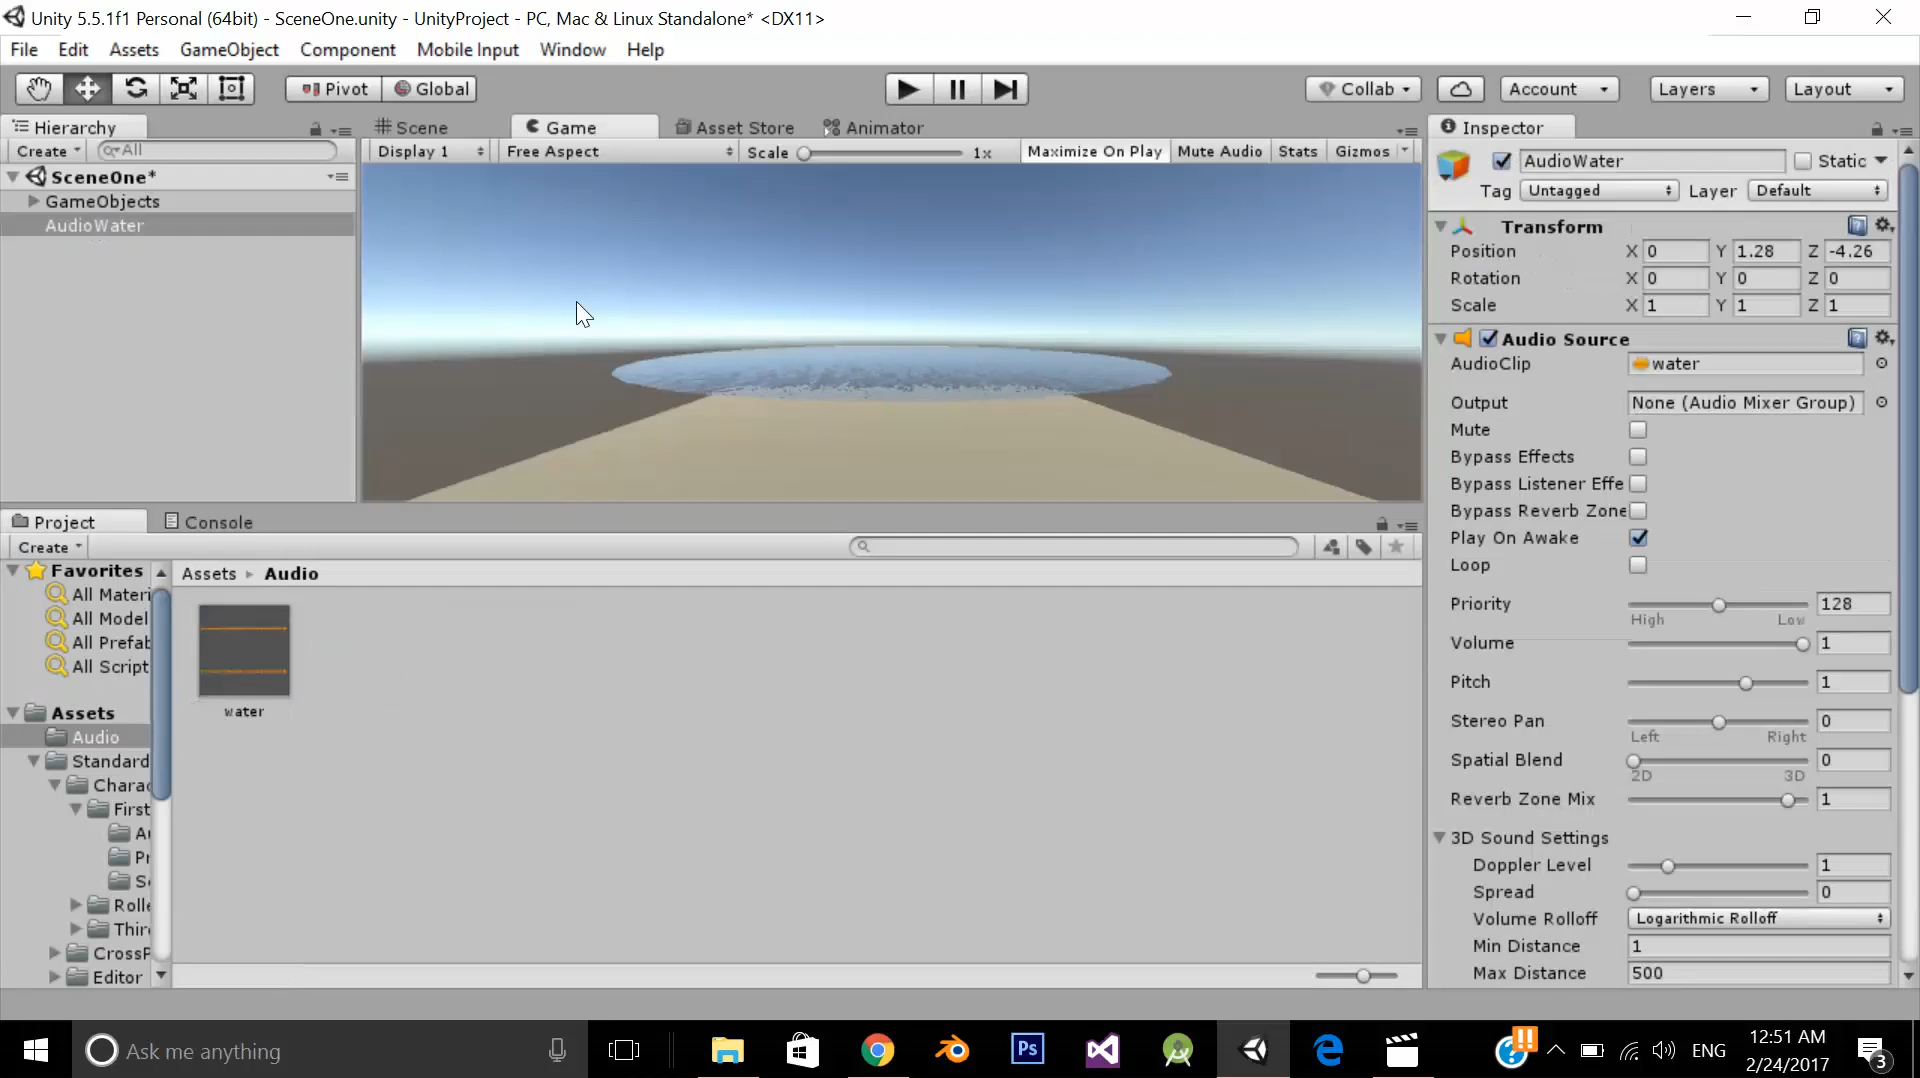 Unity 5.5.1f1 Personal (64bit) - SceneOne.unity - UnityProject - PC, Mac & Linux Standalone* <DX11>
File Edit Assets GameObject Component Mobile Input Window Help
Pivot Global Collab Account Layers Layout
Hierarchy
Create All
SceneOne*
GameObjects
AudioWater
Scene Game Asset Store Animator
Display 1 Free Aspect Scale 1x Maximize On Play Mute Audio Stats Gizmos
Inspector
AudioWater Static
Tag Untagged Layer Default
Transform
Position X 0 Y 1.28 Z -4.26
Rotation X 0 Y 0 Z 0
Scale X 1 Y 1 Z 1
Audio Source
AudioClip water
Output None (Audio Mixer Group)
Mute
Bypass Effects
Bypass Listener Effe
Bypass Reverb Zone
Play On Awake
Loop
Priority 128
High Low
Volume 1
Pitch 1
Stereo Pan 0
Left Right
Spatial Blend 0
2D 3D
Reverb Zone Mix 1
3D Sound Settings
Doppler Level 1
Spread 0
Volume Rolloff Logarithmic Rolloff
Min Distance 1
Max Distance 500
Project Console
Create
Favorites
All Materi
All Model
All Prefab
All Script
Assets
Audio
Standard
Charac
First
Au
Pr
Sc
Rolle
Thir
CrossP
Editor
Assets Audio
water
Ask me anything
Ps
ENG
12:51 AM
2/24/2017
3